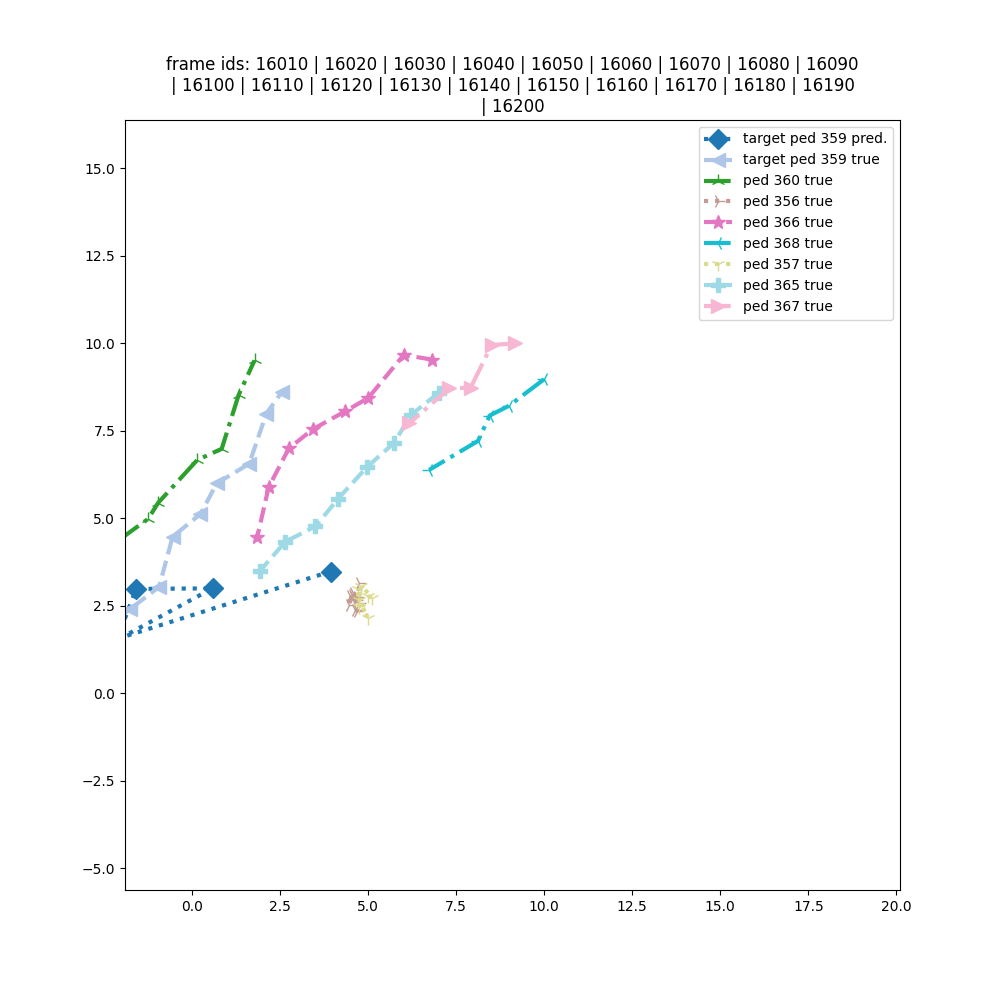 frame ids: 16010 | 16020 | 16030 | 16040 | 16050 | 16060 | 16070 | 16080 | 16090
| 16100 | 16110 | 16120 | 16130 | 16140 | 16150 | 16160 | 16170 | 16180 | 16190
| 16200
target ped 359 pred.
target ped 359 true
ped 360 true
ped 356 true
ped 366 true
ped 368 true
ped 357 true
ped 365 true
ped 367 true
15.0
12.5
10.0
7.5
5.0
2.5
0.0
−2.5
−5.0
0.0 2.5 5.0 7.5 10.0 12.5 15.0 17.5 20.0